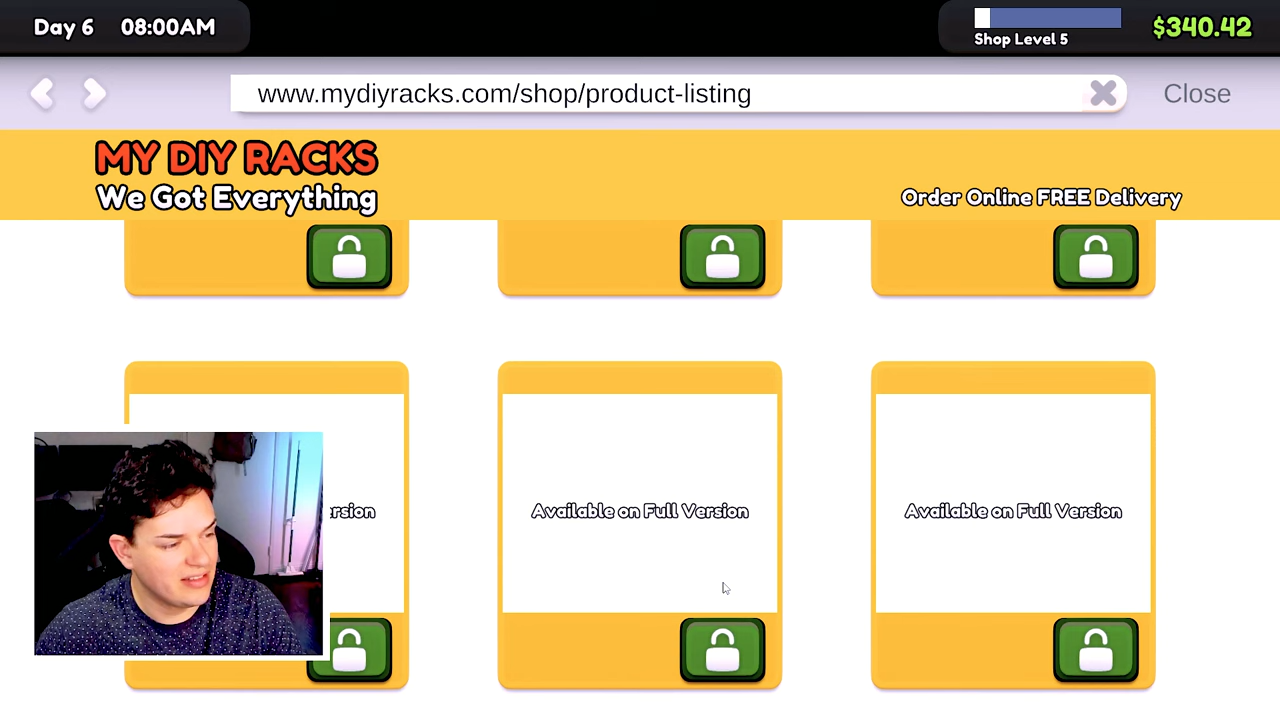 Day 6 08:00AM
Shop Level 5
$340.42
www.mydiyracks.com/shop/product-listing
Close
MY DIY RACKS
We Got Everything
Order Online FREE Delivery
Available on Full Version
Available on Full Version